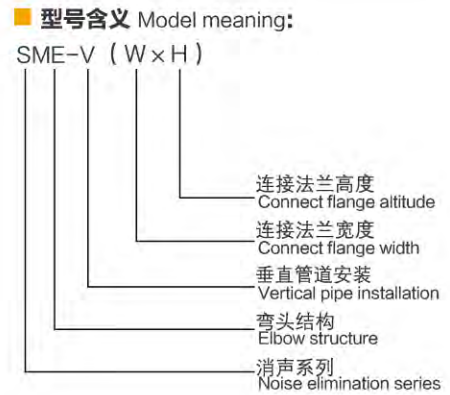 型号含义 Model meaning:
SME-V (W×H)
连接法兰高度
Connect flange altitude
连接法兰宽度
Connect flange width
垂直管道安装
Vertical pipe installation
弯头结构
Elbow structure
消声系列
Noise elimination series